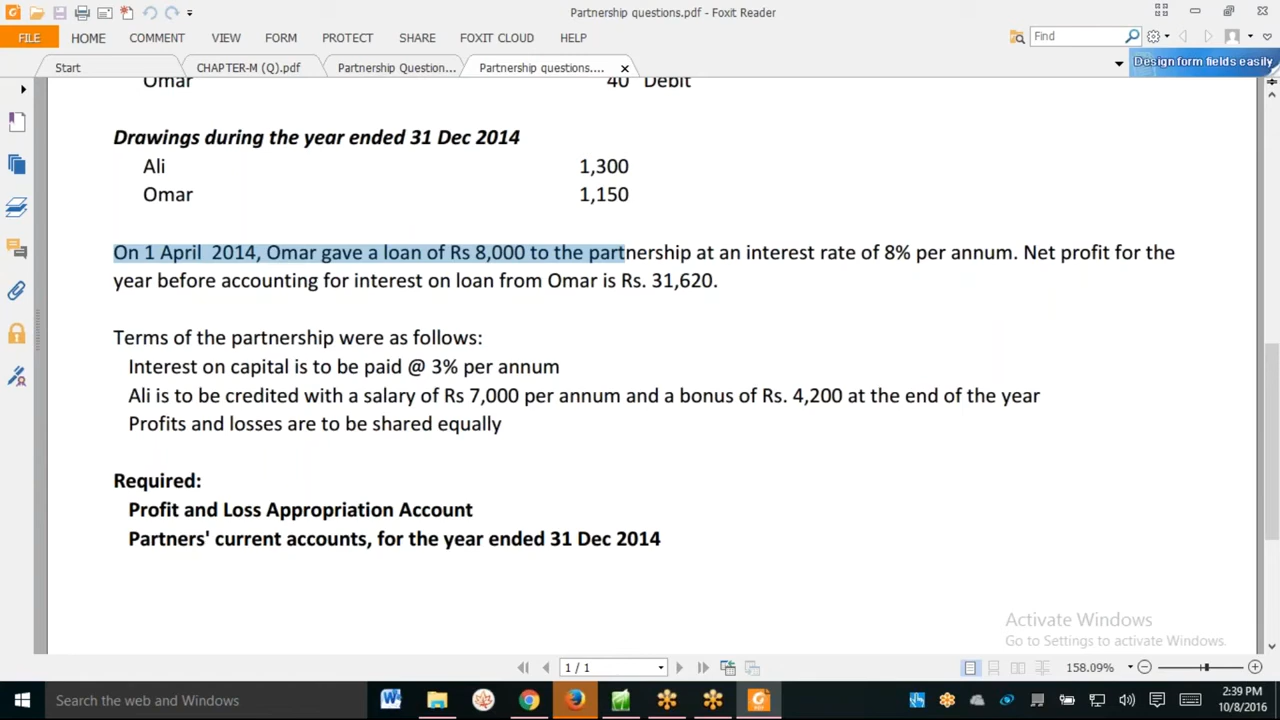 Partnership questions.pdf - Foxit Reader
FILE HOME COMMENT VIEW FORM PROTECT SHARE FOXIT CLOUD HELP Find
Start CHAPTER-M (Q).pdf Partnership Question... Partnership questions.... Design form fields easily
Omar 40 Debit
Drawings during the year ended 31 Dec 2014
Ali 1,300
Omar 1,150
On 1 April 2014, Omar gave a loan of Rs 8,000 to the partnership at an interest rate of 8% per annum. Net profit for the
year before accounting for interest on loan from Omar is Rs. 31,620.
Terms of the partnership were as follows:
Interest on capital is to be paid @ 3% per annum
Ali is to be credited with a salary of Rs 7,000 per annum and a bonus of Rs. 4,200 at the end of the year
Profits and losses are to be shared equally
Required:
Profit and Loss Appropriation Account
Partners' current accounts, for the year ended 31 Dec 2014
Activate Windows
Go to Settings to activate Windows.
1 / 1 158.09%
Search the web and Windows
2:39 PM
10/8/2016